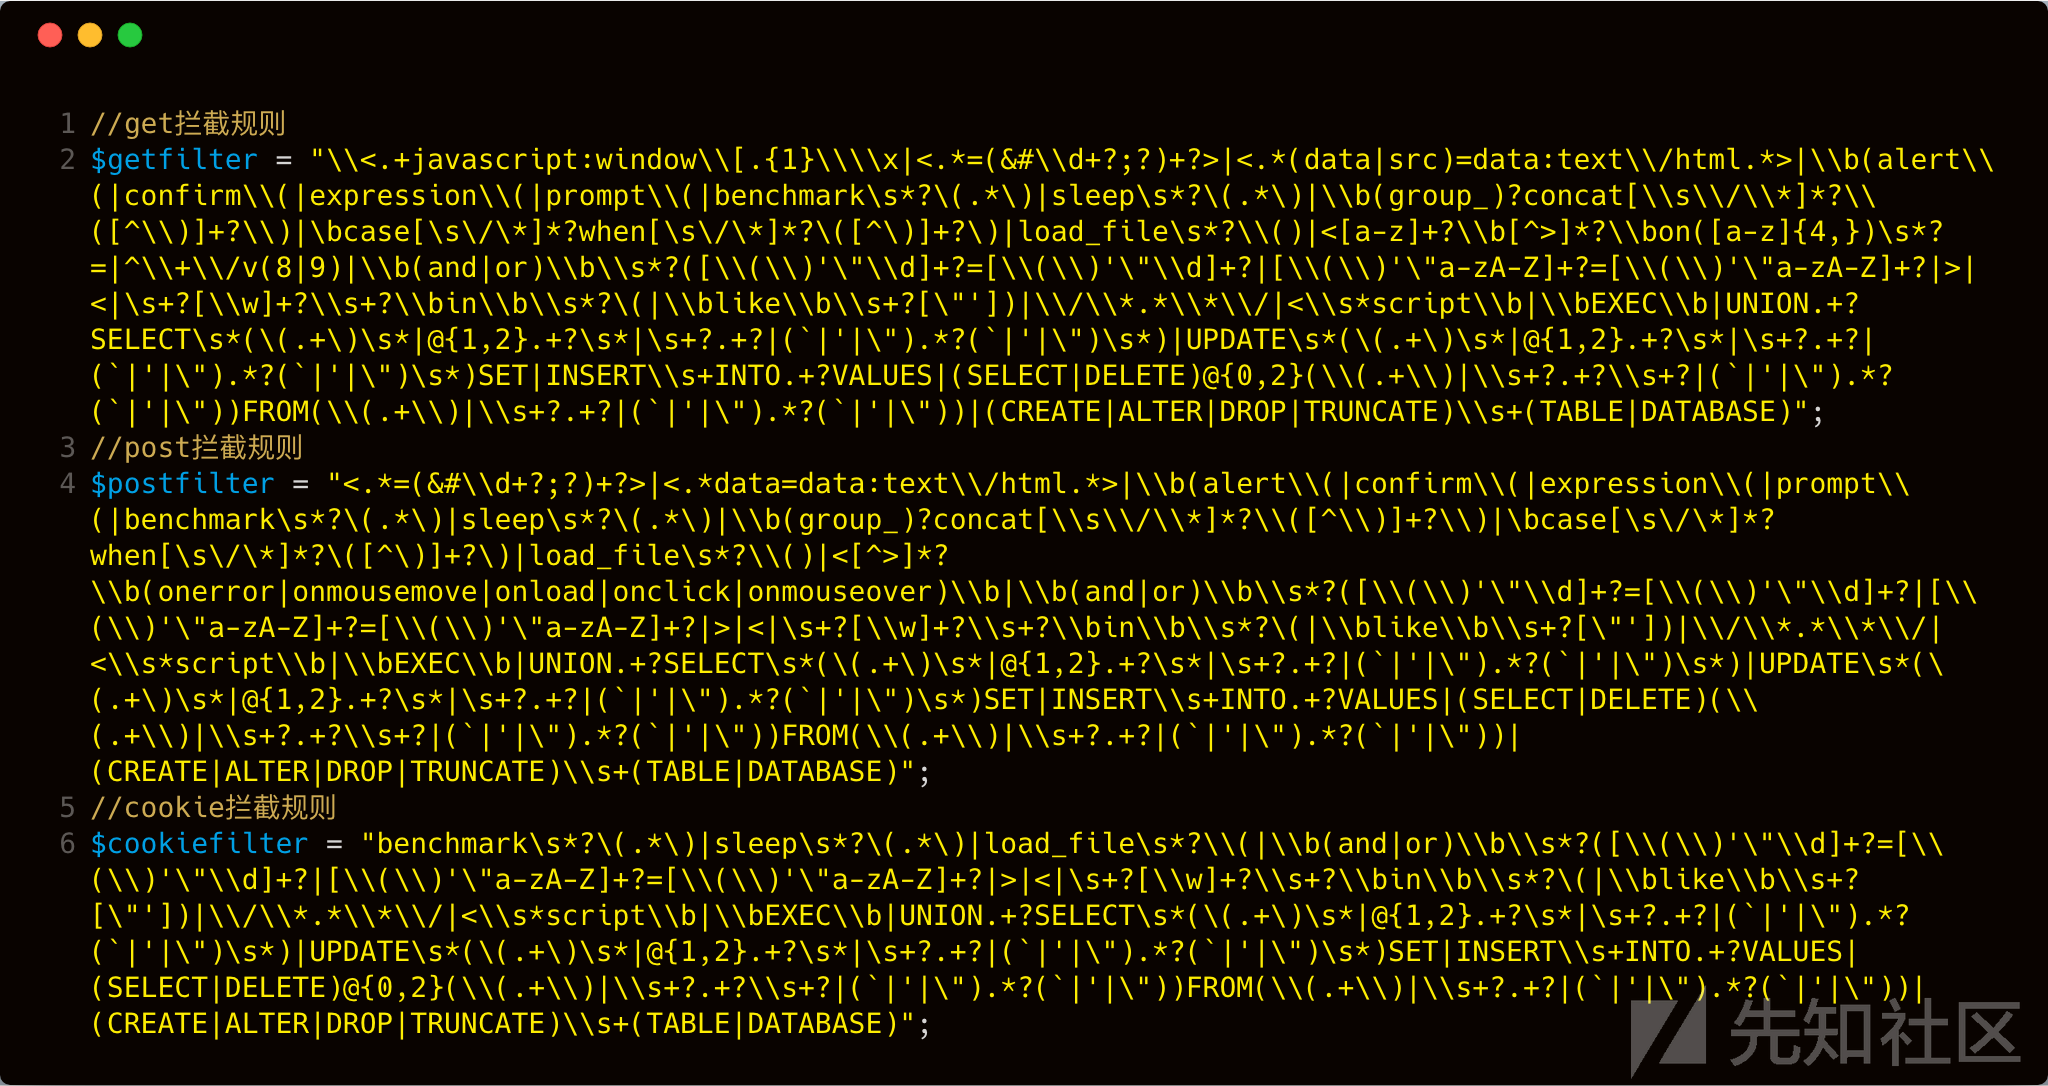 1 //get拦截规则
2 $getfilter = "\\<.+javascript:window\\[.{1}\\\\x|<.*=(&#\\d+?;?)+?>|<.*(data|src)=data:text\\/html.*>|\\b(alert\\
(|confirm\\(|expression\\(|prompt\\(|benchmark\s*?\(.*\)|sleep\s*?\(.*\)|\\b(group_)?concat[\\s\\/\\*]*?\\
([^\\)]+?\\)|\bcase[\s\/\*]*?when[\s\/\*]*?\([^\)]+?\)|load_file\s*?\\()|<[a-z]+?\\b[^>]*?\\bon([a-z]{4,})\s*?
=|^\\+\\/v(8|9)|\\b(and|or)\\b\\s*?([\\(\\)'\"\\d]+?=[\\(\\)'\"\\d]+?|[\\(\\)'\"a-zA-Z]+?=[\\(\\)'\"a-zA-Z]+?|>|
<|\s+?[\\w]+?\\s+?\\bin\\b\\s*?\(|\\blike\\b\\s+?[\"'])|\\/\\*.*\\*\\/|<\\s*script\\b|\\bEXEC\\b|UNION.+?
SELECT\s*(\(.+\)\s*|@{1,2}.+?\s*|\s+?.+?|(`|'|\").*?(`|'|\")\s*)|UPDATE\s*(\(.+\)\s*|@{1,2}.+?\s*|\s+?.+?|
(`|'|\").*?(`|'|\")\s*)SET|INSERT\\s+INTO.+?VALUES|(SELECT|DELETE)@{0,2}(\\(.+\\)|\\s+?.+?\\s+?|(`|'|\").*?
(`|'|\"))FROM(\\(.+\\)|\\s+?.+?|(`|'|\").*?(`|'|\"))|(CREATE|ALTER|DROP|TRUNCATE)\\s+(TABLE|DATABASE)";
3 //post拦截规则
4 $postfilter = "<.*=(&#\\d+?;?)+?>|<.*data=data:text\\/html.*>|\\b(alert\\(|confirm\\(|expression\\(|prompt\\
(|benchmark\s*?\(.*\)|sleep\s*?\(.*\)|\\b(group_)?concat[\\s\\/\\*]*?\\([^\\)]+?\\)|\bcase[\s\/\*]*?
when[\s\/\*]*?\([^\)]+?\)|load_file\s*?\\()|<[^>]*?
\\b(onerror|onmousemove|onload|onclick|onmouseover)\\b|\\b(and|or)\\b\\s*?([\\(\\)'\"\\d]+?=[\\(\\)'\"\\d]+?|[\\
(\\)'\"a-zA-Z]+?=[\\(\\)'\"a-zA-Z]+?|>|<|\s+?[\\w]+?\\s+?\\bin\\b\\s*?\(|\\blike\\b\\s+?[\"'])|\\/\\*.*\\*\\/|
<\\s*script\\b|\\bEXEC\\b|UNION.+?SELECT\s*(\(.+\)\s*|@{1,2}.+?\s*|\s+?.+?|(`|'|\").*?(`|'|\")\s*)|UPDATE\s*(\
(.+\)\s*|@{1,2}.+?\s*|\s+?.+?|(`|'|\").*?(`|'|\")\s*)SET|INSERT\\s+INTO.+?VALUES|(SELECT|DELETE)(\\
(.+\\)|\\s+?.+?\\s+?|(`|'|\").*?(`|'|\"))FROM(\\(.+\\)|\\s+?.+?|(`|'|\").*?(`|'|\"))|
(CREATE|ALTER|DROP|TRUNCATE)\\s+(TABLE|DATABASE)";
5 //cookie拦截规则
6 $cookiefilter = "benchmark\s*?\(.*\)|sleep\s*?\(.*\)|load_file\s*?\\(|\\b(and|or)\\b\\s*?([\\(\\)'\"\\d]+?=[\\
(\\)'\"\\d]+?|[\\(\\)'\"a-zA-Z]+?=[\\(\\)'\"a-zA-Z]+?|>|<|\s+?[\\w]+?\\s+?\\bin\\b\\s*?\(|\\blike\\b\\s+?
[\"'])|\\/\\*.*\\*\\/|<\\s*script\\b|\\bEXEC\\b|UNION.+?SELECT\s*(\(.+\)\s*|@{1,2}.+?\s*|\s+?.+?|(`|'|\").*?
(`|'|\")\s*)|UPDATE\s*(\(.+\)\s*|@{1,2}.+?\s*|\s+?.+?|(`|'|\").*?(`|'|\")\s*)SET|INSERT\\s+INTO.+?VALUES|
(SELECT|DELETE)@{0,2}(\\(.+\\)|\\s+?.+?\\s+?|(`|'|\").*?(`|'|\"))FROM(\\(.+\\)|\\s+?.+?|(`|'|\").*?(`|'|\"))|
(CREATE|ALTER|DROP|TRUNCATE)\\s+(TABLE|DATABASE)";
先知社区